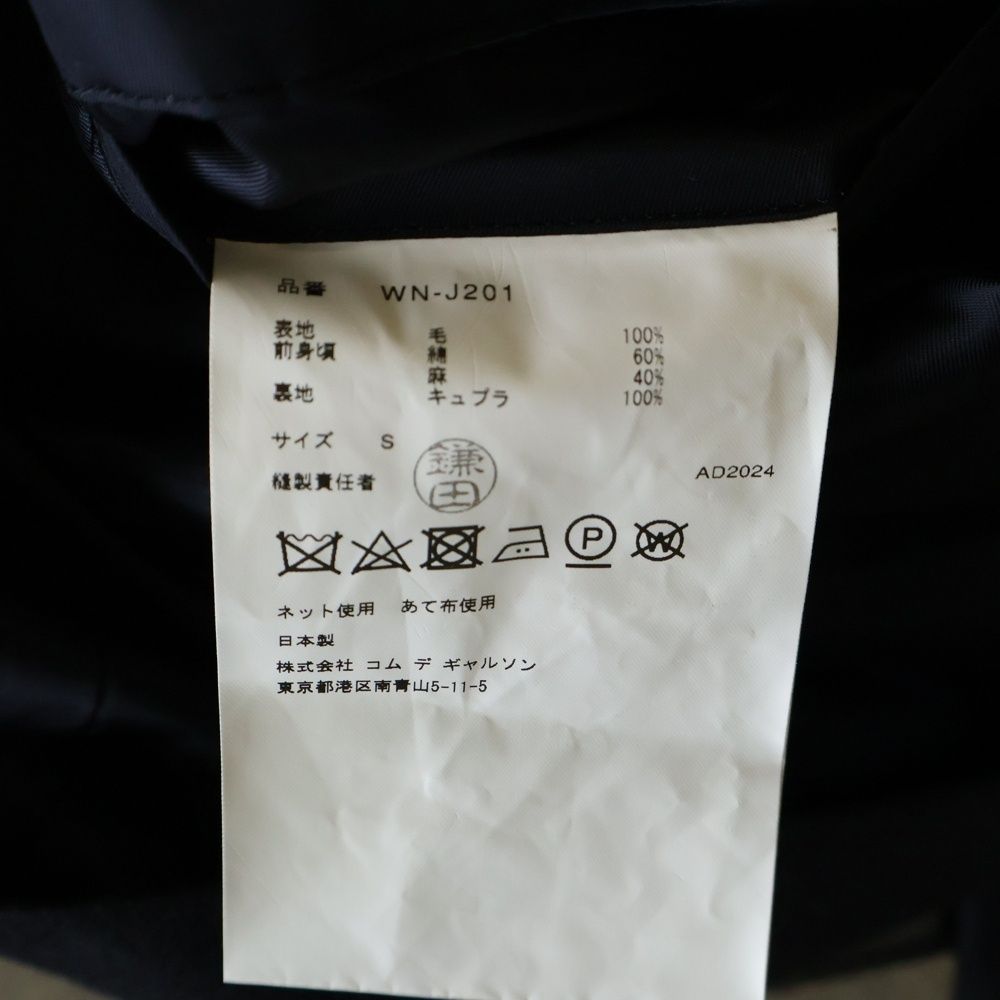 品番 WN-J201
表地 毛 100%
前身頃 綿 60%
麻 40%
裏地 キュプラ 100%
サイズ S
縫製責任者 鎌田 AD2024
P W
ネット使用 あて布使用
日本製
株式会社 コム デ ギャルソン
東京都港区南青山5-11-5